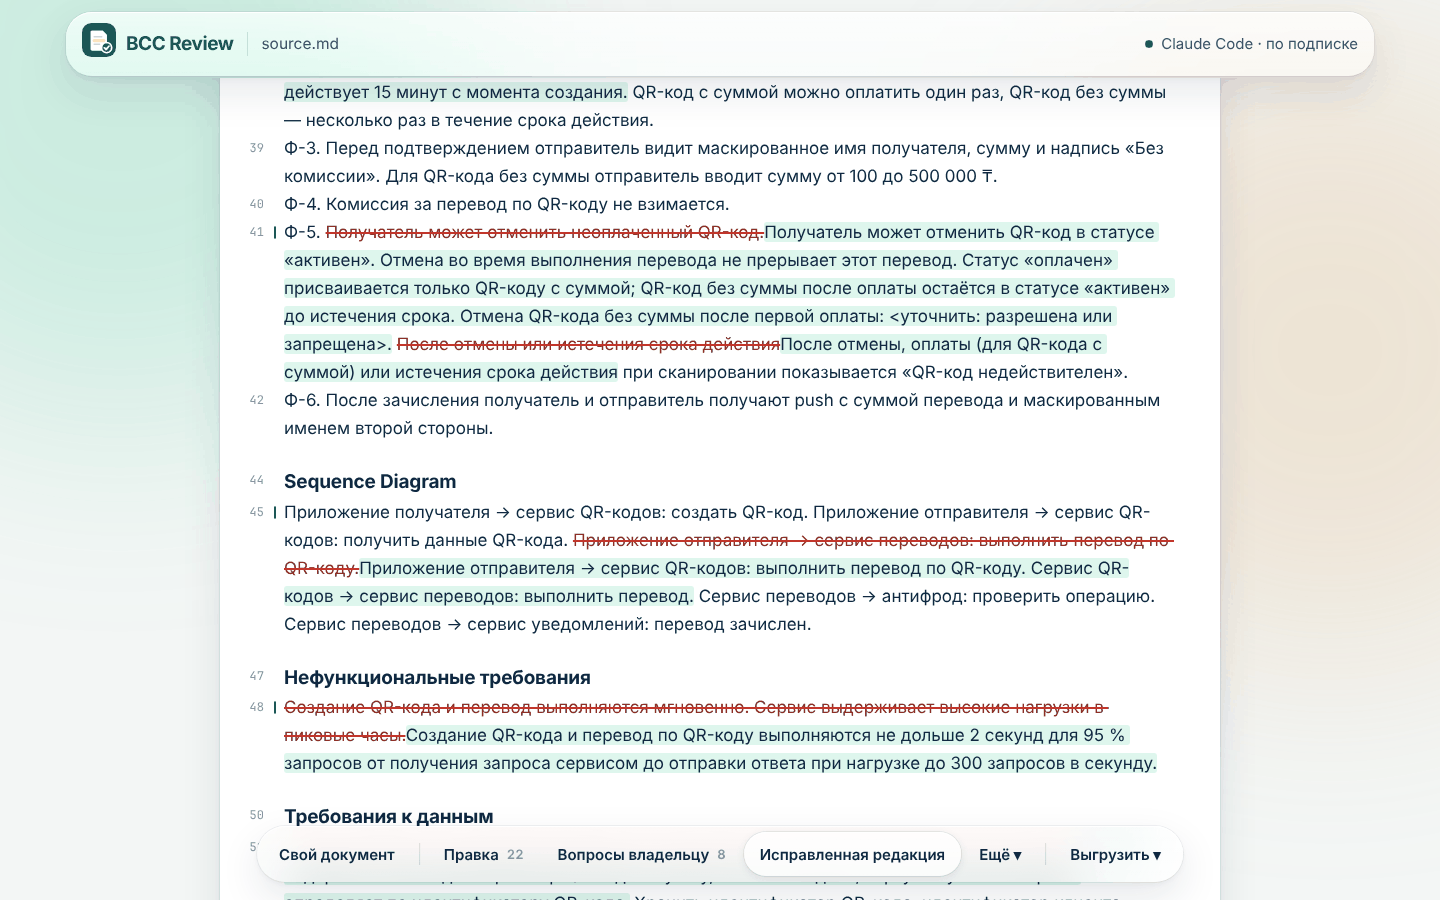 BCC Review
source.md
Claude Code · по подписке
действует 15 минут с момента создания. QR-код с суммой можно оплатить один раз, QR-код без суммы
— несколько раз в течение срока действия.
39 Ф-3. Перед подтверждением отправитель видит маскированное имя получателя, сумму и надпись «Без
комиссии». Для QR-кода без суммы отправитель вводит сумму от 100 до 500 000 ₸.
40 Ф-4. Комиссия за перевод по QR-коду не взимается.
41 Ф-5. Получатель может отменить неоплаченный QR-код.Получатель может отменить QR-код в статусе
«активен». Отмена во время выполнения перевода не прерывает этот перевод. Статус «оплачен»
присваивается только QR-коду с суммой; QR-код без суммы после оплаты остаётся в статусе «активен»
до истечения срока. Отмена QR-кода без суммы после первой оплаты: <уточнить: разрешена или
запрещена>. После отмены или истечения срока действияПосле отмены, оплаты (для QR-кода с
суммой) или истечения срока действия при сканировании показывается «QR-код недействителен».
42 Ф-6. После зачисления получатель и отправитель получают push с суммой перевода и маскированным
именем второй стороны.
44 Sequence Diagram
45 Приложение получателя → сервис QR-кодов: создать QR-код. Приложение отправителя → сервис QR-
кодов: получить данные QR-кода. Приложение отправителя → сервис переводов: выполнить перевод по
QR-коду.Приложение отправителя → сервис QR-кодов: выполнить перевод по QR-коду. Сервис QR-
кодов → сервис переводов: выполнить перевод. Сервис переводов → антифрод: проверить операцию.
Сервис переводов → сервис уведомлений: перевод зачислен.
47 Нефункциональные требования
48 Создание QR-кода и перевод выполняются мгновенно. Сервис выдерживает высокие нагрузки в
пиковые часы.Создание QR-кода и перевод по QR-коду выполняются не дольше 2 секунд для 95 %
запросов от получения запроса сервисом до отправки ответа при нагрузке до 300 запросов в секунду.
50 Требования к данным
Свой документ
Правка 22
Вопросы владельцу 8
Исправленная редакция
Ещё ▾
Выгрузить ▾